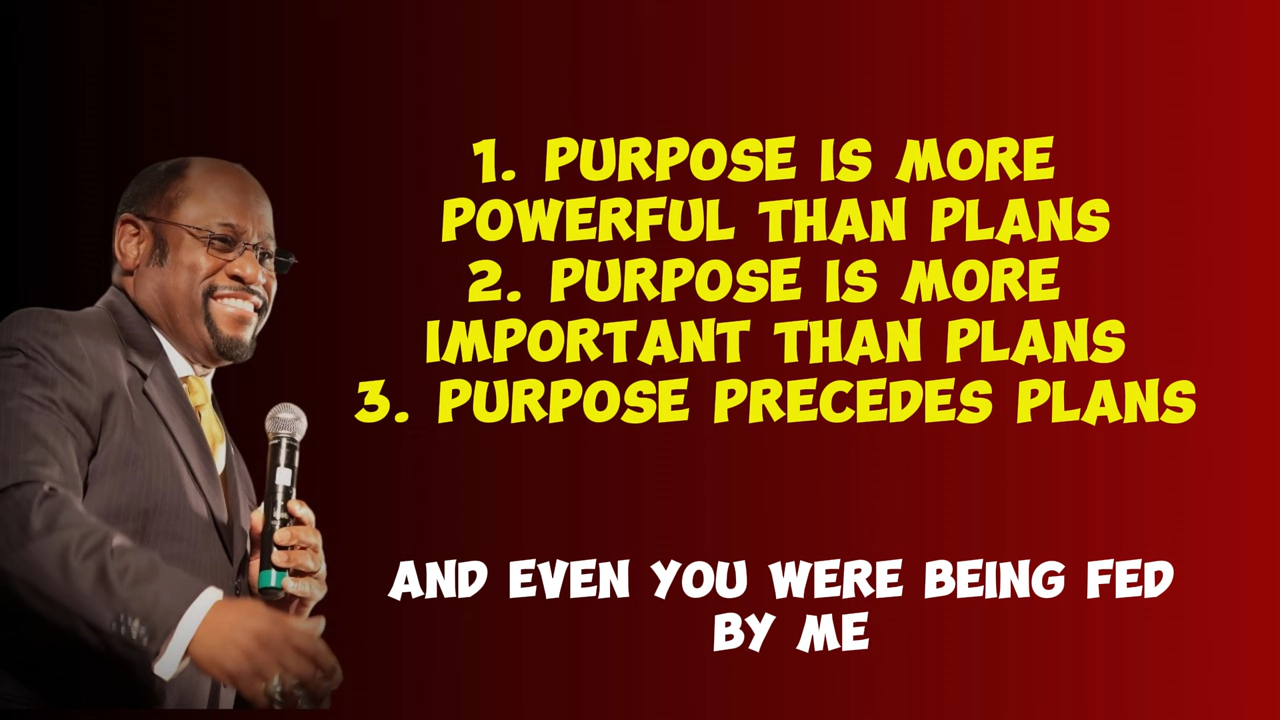 1. PURPOSE IS MORE
POWERFUL THAN PLANS
2. PURPOSE IS MORE
IMPORTANT THAN PLANS
3. PURPOSE PRECEDES PLANS
AND EVEN YOU WERE BEING FED
BY ME